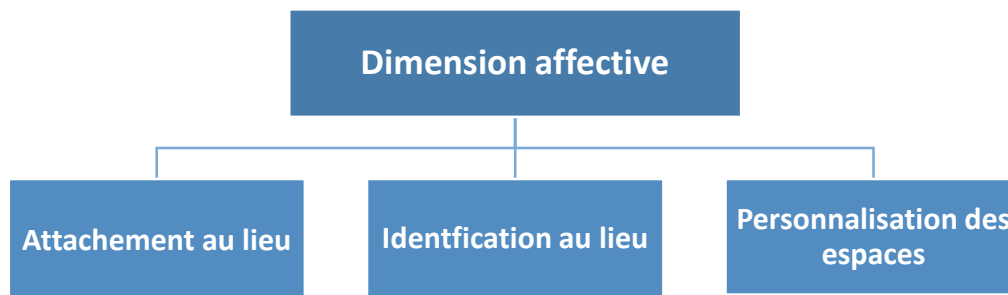 Dimension affective
Attachement au lieu
Identfication au lieu
Personnalisation des
espaces